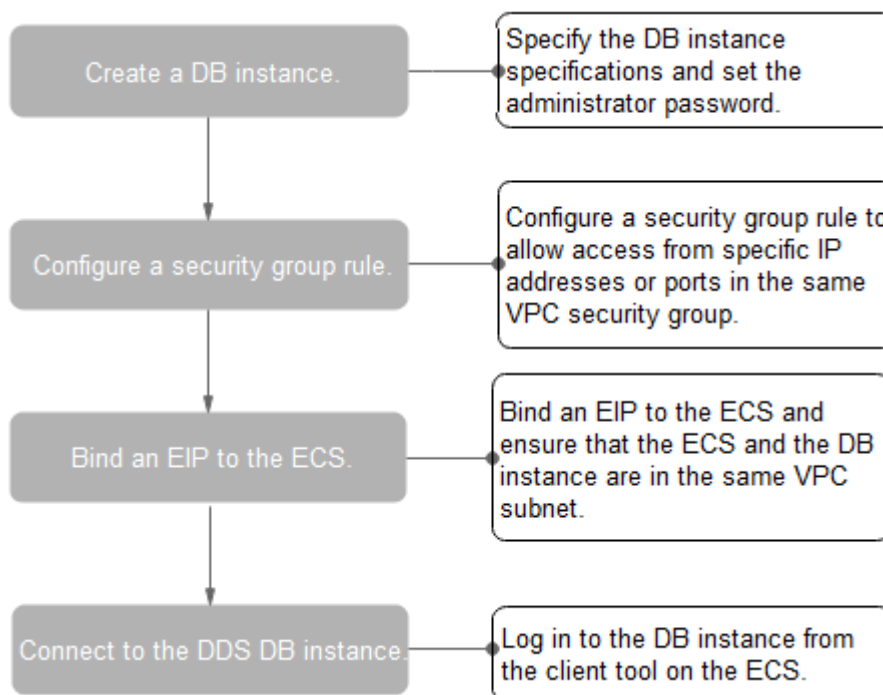 Create a DB instance.
Specify the DB instance
specifications and set the
administrator password.
Configure a security group rule.
Configure a security group rule to
allow access from specific IP
addresses or ports in the same
VPC security group.
Bind an EIP to the ECS.
Bind an EIP to the ECS and
ensure that the ECS and the DB
instance are in the same VPC
subnet.
Connect to the DDS DB instance.
Log in to the DB instance from
the client tool on the ECS.